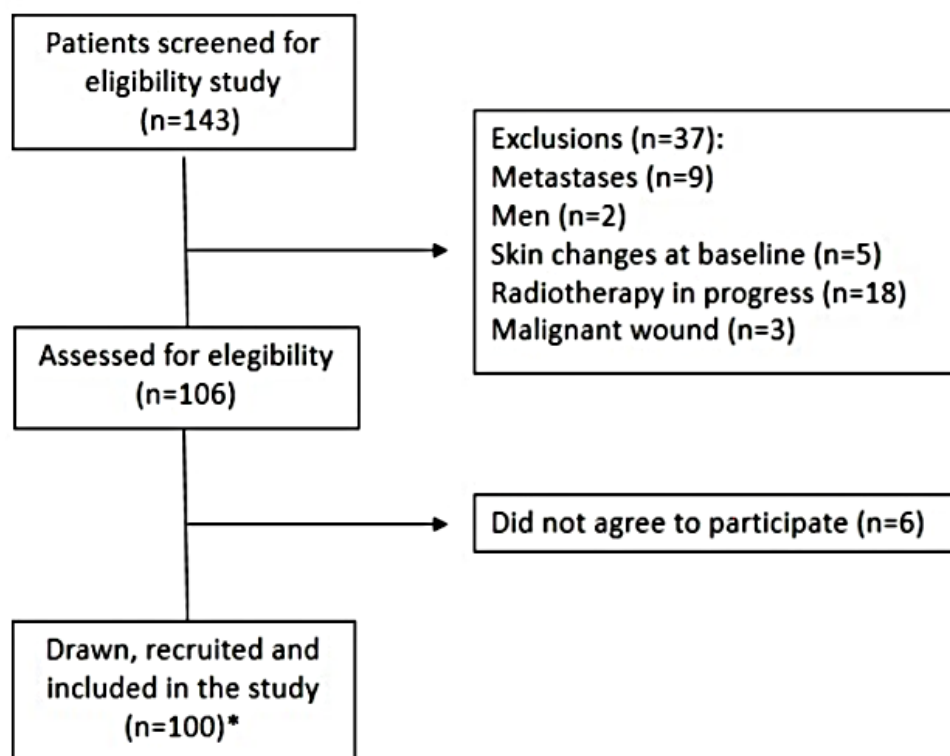 Patients screened for
eligibility study
(n=143)
Exclusions (n=37):
Metastases (n=9)
Men (n=2)
Skin changes at baseline (n=5)
Radiotherapy in progress (n=18)
Malignant wound (n=3)
Assessed for elegibility
(n=106)
Did not agree to participate (n=6)
Drawn, recruited and
included in the study
(n=100)*